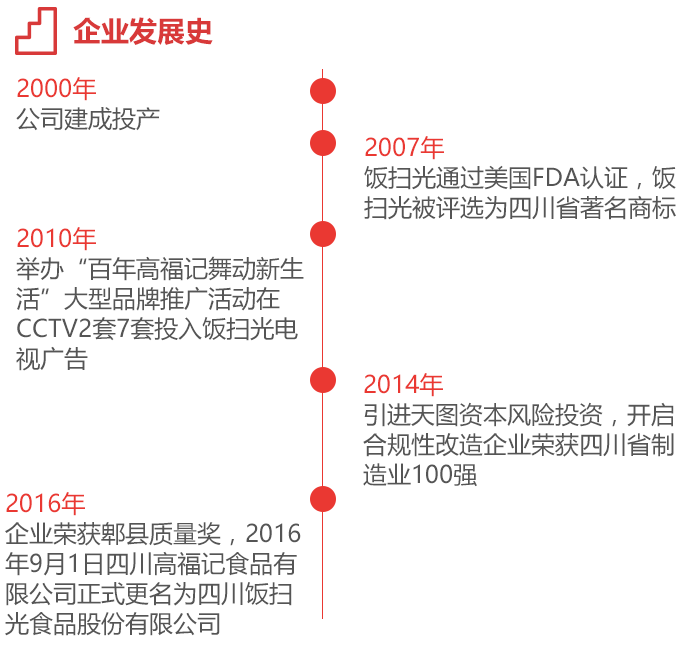 企业发展史
2000年
公司建成投产
2007年
饭扫光通过美国FDA认证，饭
扫光被评选为四川省著名商标
2010年
举办“百年高福记舞动新生
活”大型品牌推广活动在
CCTV2套7套投入饭扫光电
视广告
2014年
引进天图资本风险投资，开启
合规性改造企业荣获四川省制
造业100强
2016年
企业荣获郫县质量奖，2016
年9月1日四川高福记食品有
限公司正式更名为四川饭扫
光食品股份有限公司